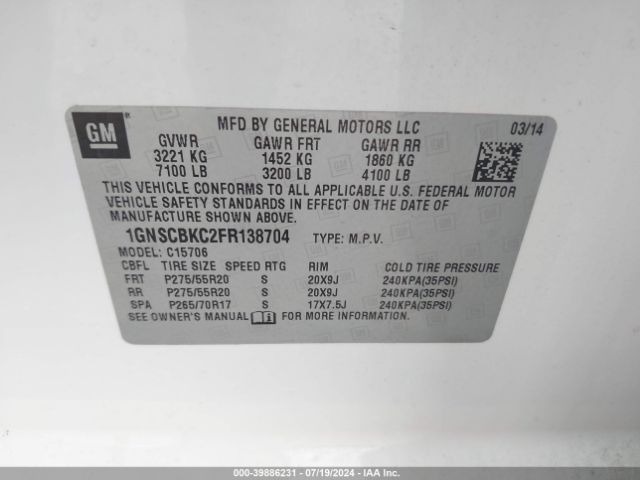 GM
MFD BY GENERAL MOTORS LLC 03/14
GVWR GAWR FRT GAWR RR
3221 KG 1452 KG 1860 KG
7100 LB 3200 LB 4100 LB
THIS VEHICLE CONFORMS TO ALL APPLICABLE U.S. FEDERAL MOTOR
VEHICLE SAFETY STANDARDS IN EFFECT ON THE DATE OF
MANUFACTURE SHOWN ABOVE.
1GNSCBKC2FR138704 TYPE: M.P.V.
MODEL: C15706
CBFL TIRE SIZE SPEED RTG RIM COLD TIRE PRESSURE
FRT P275/55R20 S 20X9J 240KPA(35PSI)
RR P275/55R20 S 20X9J 240KPA(35PSI)
SPA P265/70R17 S 17X7.5J 240KPA(35PSI)
SEE OWNER'S MANUAL FOR MORE INFORMATION.
000-39886231 - 07/19/2024 - IAAI.COM